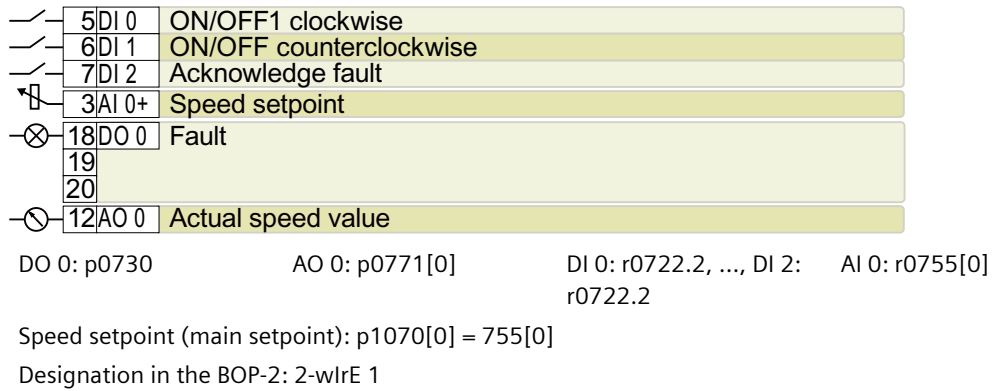 5 DI 0 ON/OFF1 clockwise
6 DI 1 ON/OFF counterclockwise
7 DI 2 Acknowledge fault
3 AI 0+ Speed setpoint
18 DO 0 Fault
19
20
12 AO 0 Actual speed value
DO 0: p0730 AO 0: p0771[0] DI 0: r0722.2, ..., DI 2: AI 0: r0755[0]
r0722.2
Speed setpoint (main setpoint): p1070[0] = 755[0]
Designation in the BOP-2: 2-wIrE 1